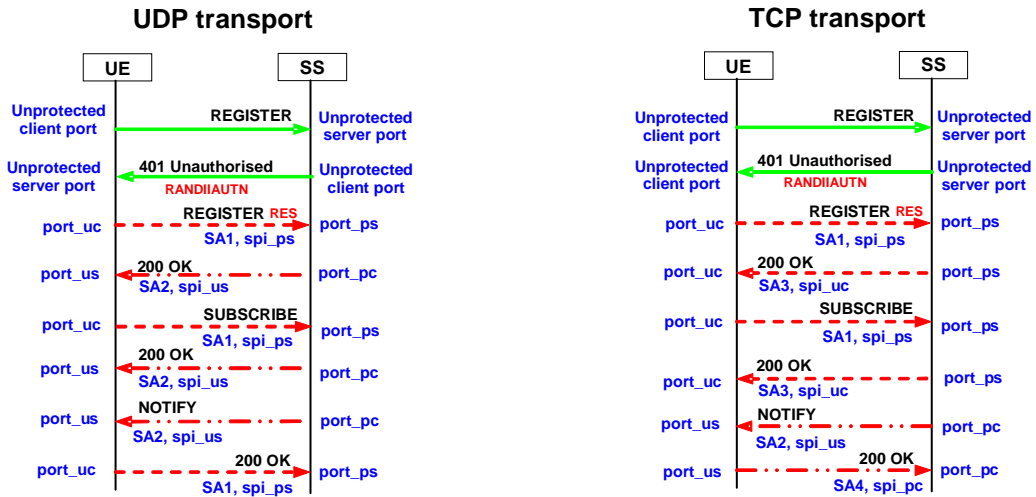 UDP transport
UE
SS
Unprotected
client port
REGISTER
Unprotected
server port
Unprotected
server port
401 Unauthorised
RANDIIAUTN
Unprotected
client port
port_uc
REGISTER RES
SA1, spi_ps
port_ps
port_us
200 OK
SA2, spi_us
port_pc
port_uc
SUBSCRIBE
SA1, spi_ps
port_ps
port_us
200 OK
SA2, spi_us
port_pc
port_us
NOTIFY
SA2, spi_us
port_pc
port_uc
200 OK
SA1, spi_ps
port_ps
TCP transport
UE
SS
Unprotected
client port
REGISTER
Unprotected
server port
Unprotected
client port
401 Unauthorised
RANDIIAUTN
Unprotected
server port
port_uc
REGISTER RES
SA1, spi_ps
port_ps
port_uc
200 OK
SA3, spi_uc
port_ps
port_uc
SUBSCRIBE
SA1, spi_ps
port_ps
port_uc
200 OK
SA3, spi_uc
port_ps
port_us
NOTIFY
SA2, spi_us
port_pc
port_us
200 OK
SA4, spi_pc
port_pc